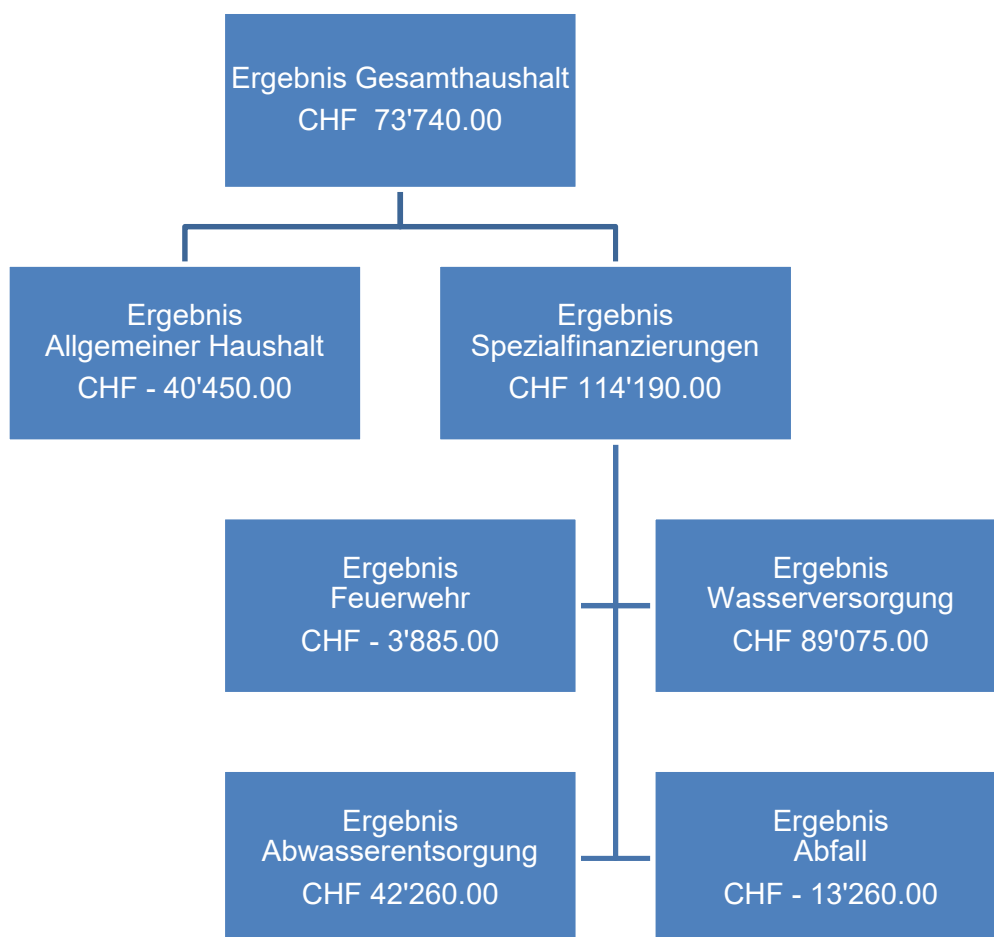 Ergebnis Gesamthaushalt
CHF  73'740.00
Ergebnis
Allgemeiner Haushalt
CHF - 40'450.00
Ergebnis
Spezialfinanzierungen
CHF 114'190.00
Ergebnis
Feuerwehr
CHF - 3'885.00
Ergebnis
Wasserversorgung
CHF 89'075.00
Ergebnis
Abwasserentsorgung
CHF 42'260.00
Ergebnis
Abfall
CHF - 13'260.00